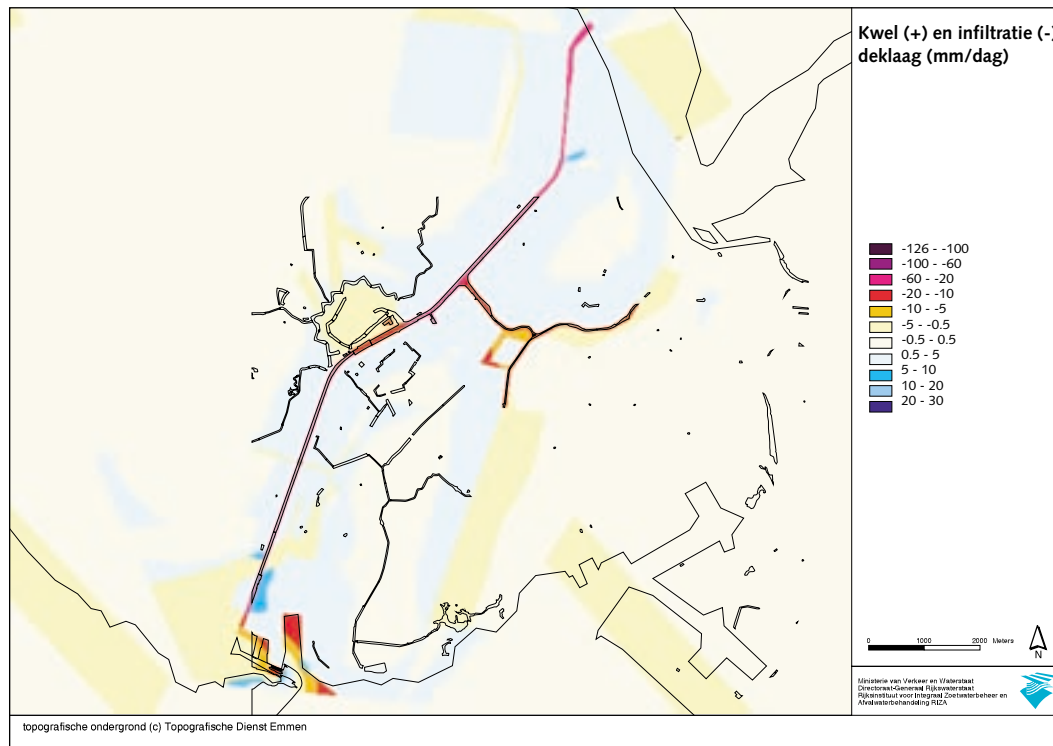 Kwel (+) en infiltratie (-)
deklaag (mm/dag)
-126 - -100
-100 - -60
-60 - -20
-20 - -10
-10 - -5
-5 - -0.5
-0.5 - 0.5
0.5 - 5
5 - 10
10 - 20
20 - 30
0 1000 2000 Meters
N
Ministerie van Verkeer en Waterstaat
Directoraat-Generaal Rijkswaterstaat
Rijksinstituut voor Integraal Zoetwaterbeheer en
Afvalwaterbehandeling RIZA
topografische ondergrond (c) Topografische Dienst Emmen